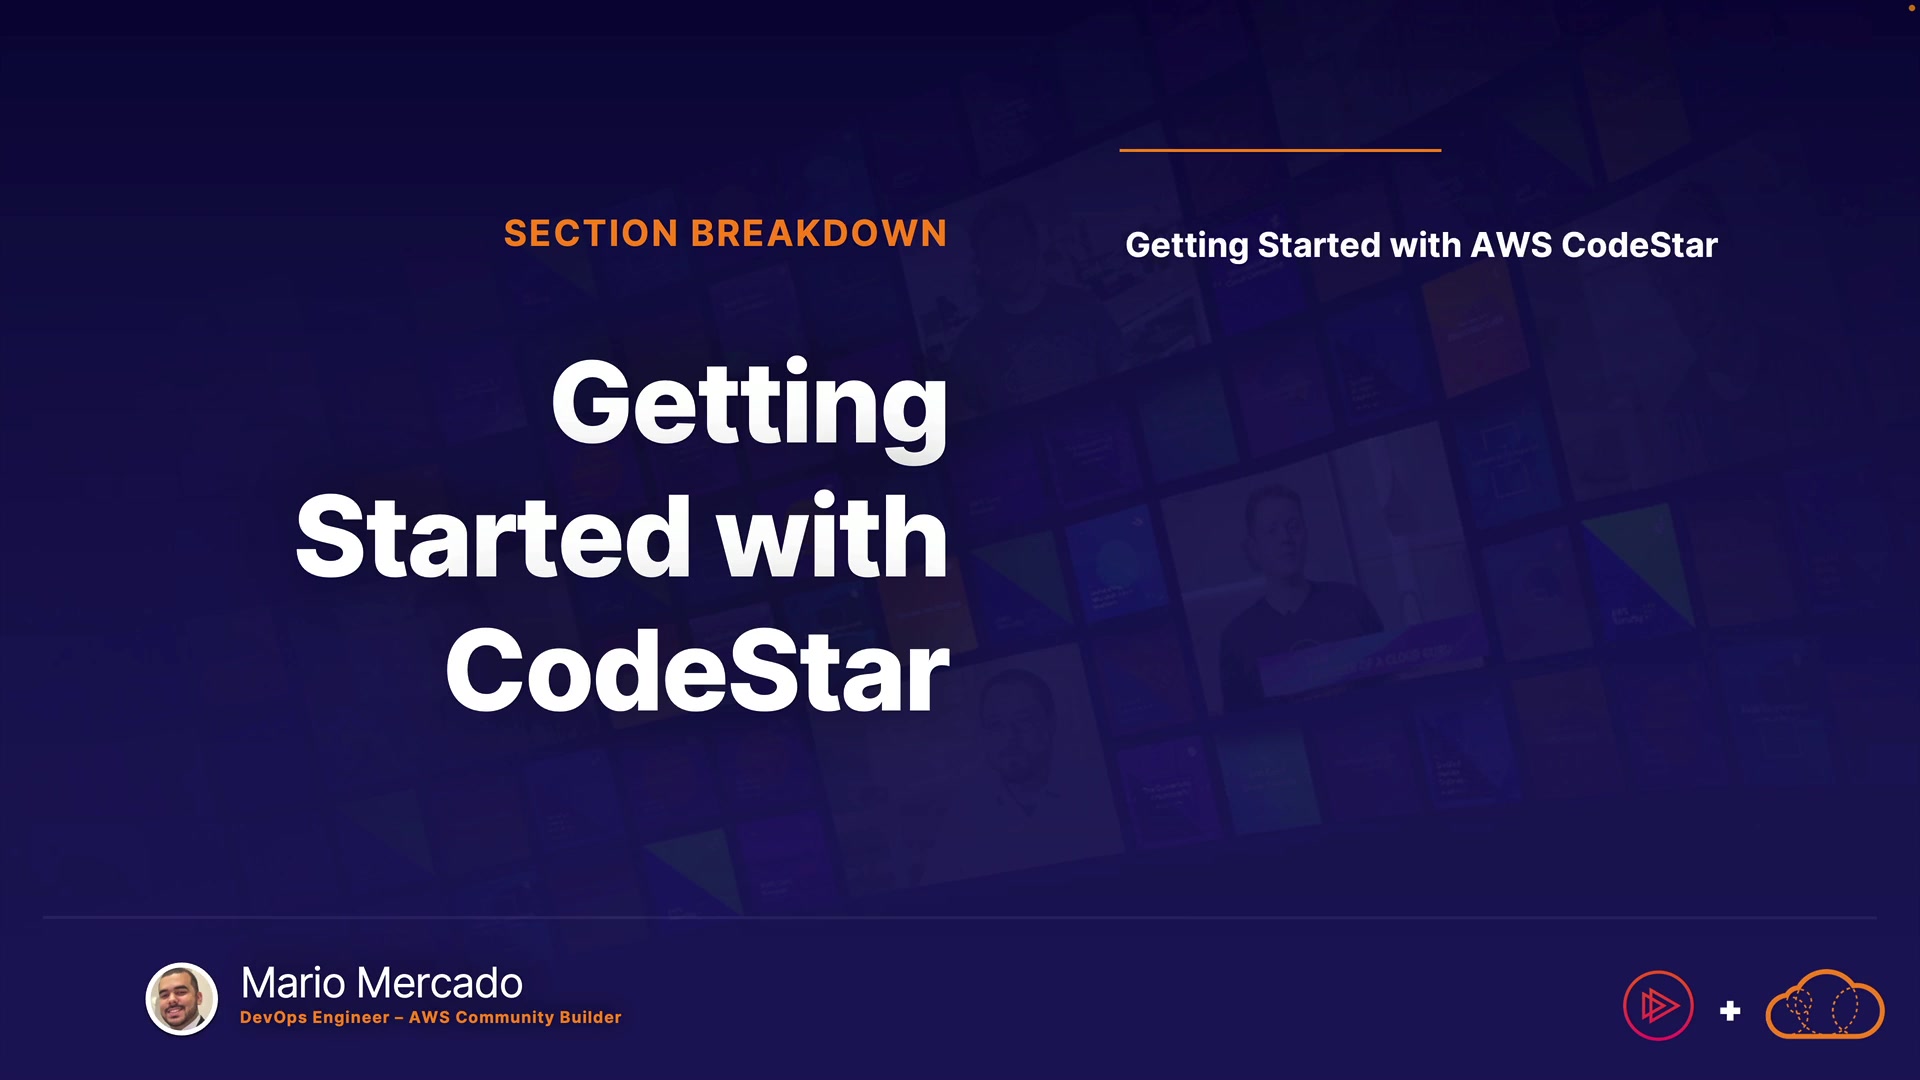 SECTION BREAKDOWN
Getting
Started with
CodeStar
Getting Started with AWS CodeStar
Mario Mercado
DevOps Engineer – AWS Community Builder